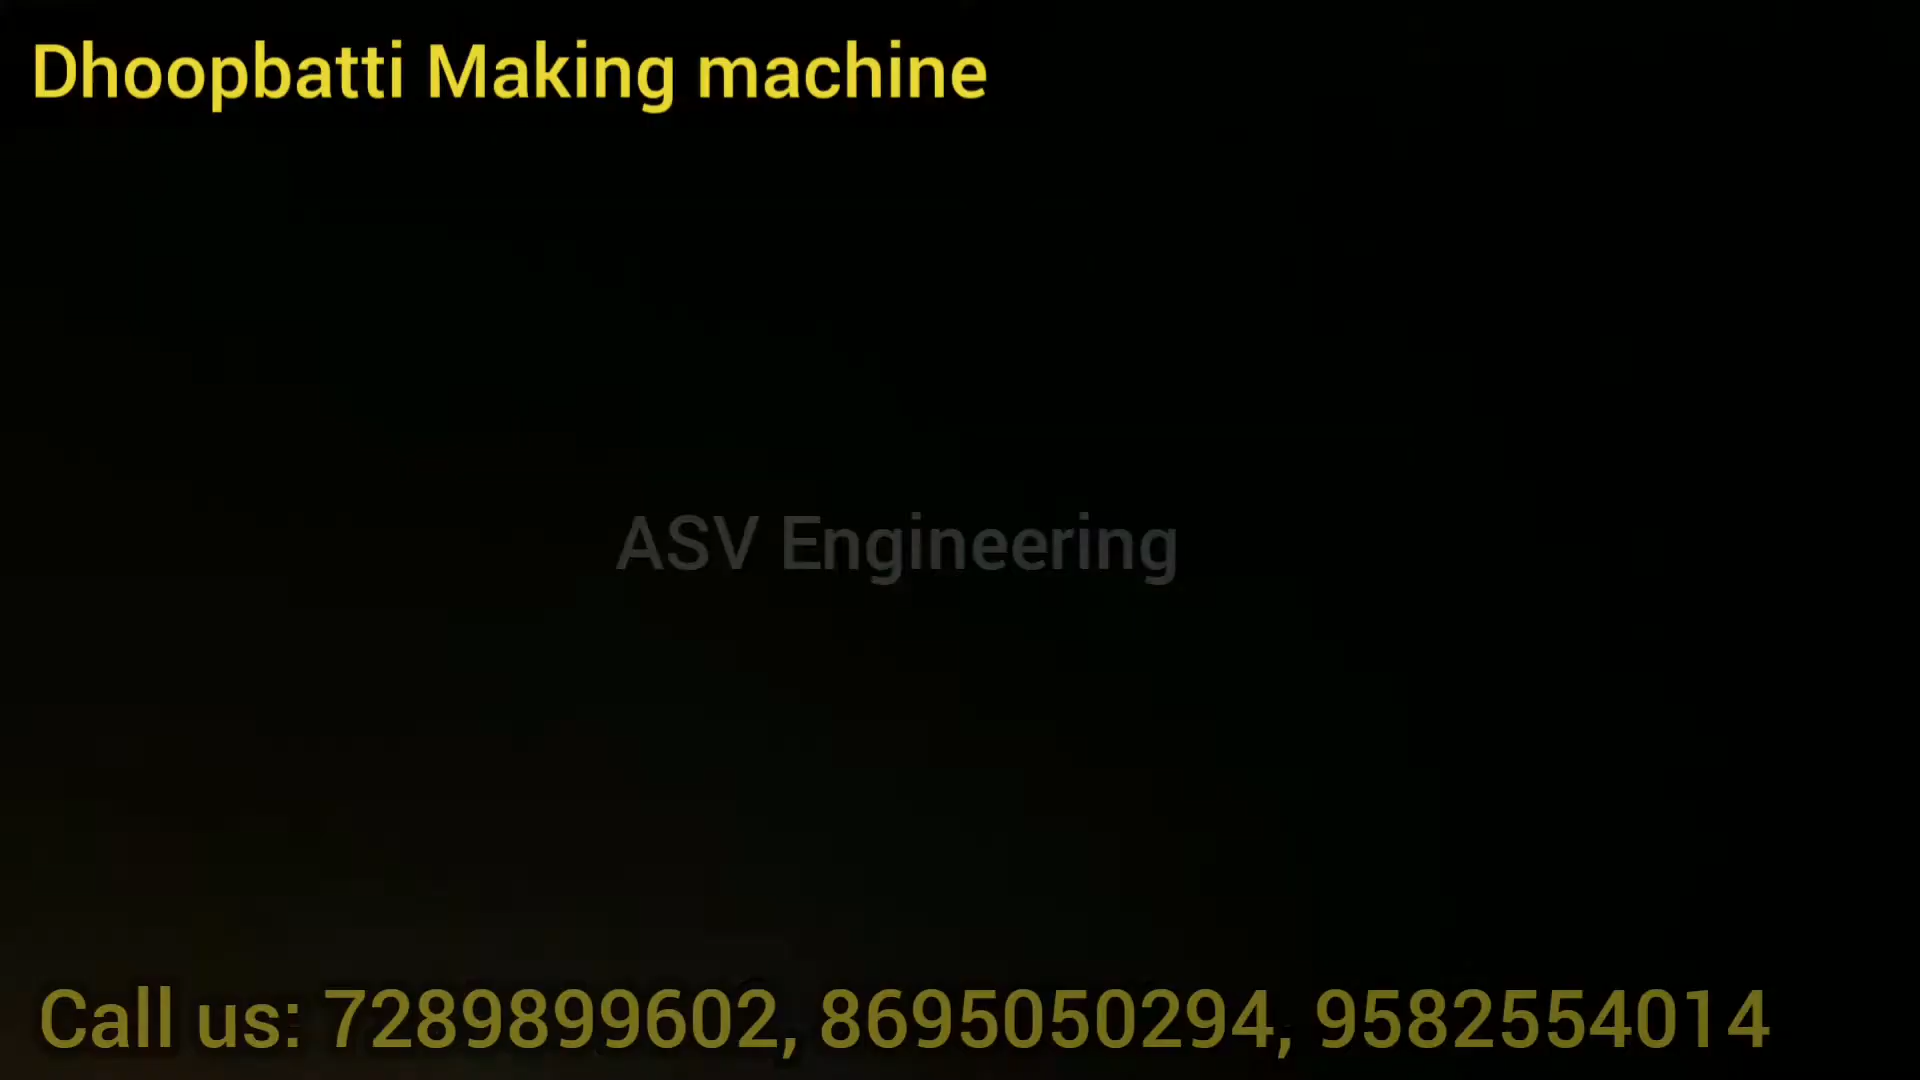 Dhoopbatti Making machine
ASV Engineering
Call us: 7289899602, 8695050294, 9582554014